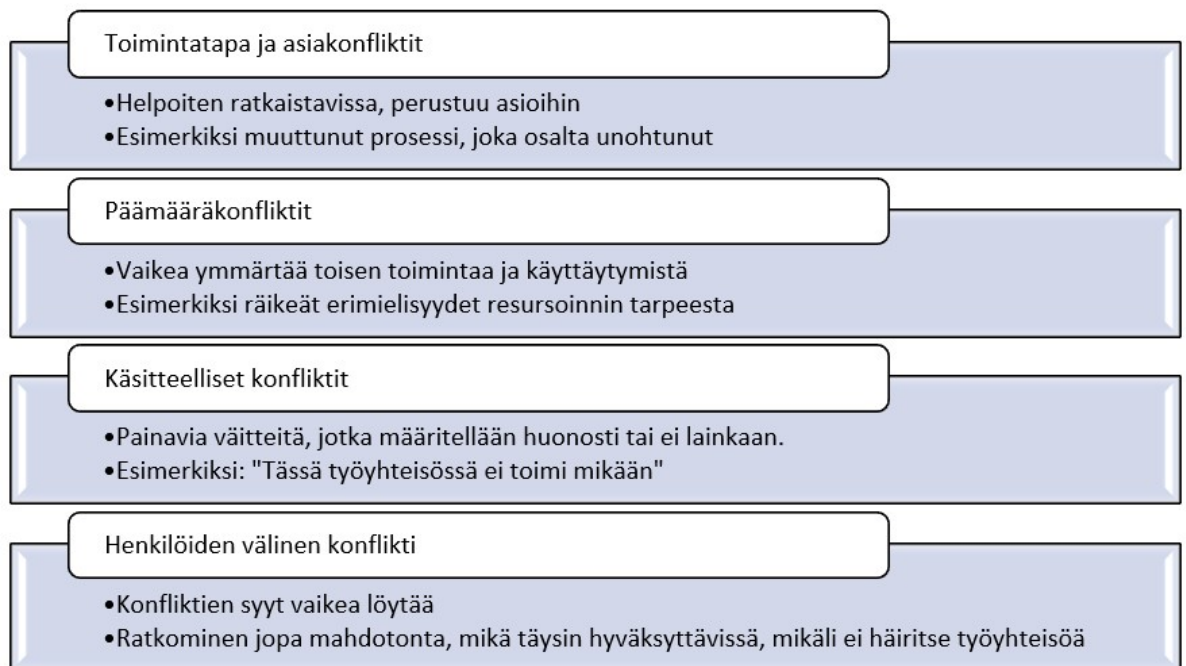 Toimintatapa ja asiakonfliktit
•Helpoiten ratkaistavissa, perustuu asioihin
•Esimerkiksi muuttunut prosessi, joka osalta unohtunut
Päämääräkonfliktit
•Vaikea ymmärtää toisen toimintaa ja käyttäytymistä
•Esimerkiksi räikeät erimielisyydet resursoinnin tarpeesta
Käsitteelliset konfliktit
•Painavia väitteitä, jotka määritellään huonosti tai ei lainkaan.
•Esimerkiksi: "Tässä työyhteisössä ei toimi mikään"
Henkilöiden välinen konflikti
•Konfliktien syyt vaikea löytää
•Ratkominen jopa mahdotonta, mikä täysin hyväksyttävissä, mikäli ei häiritse työyhteisöä